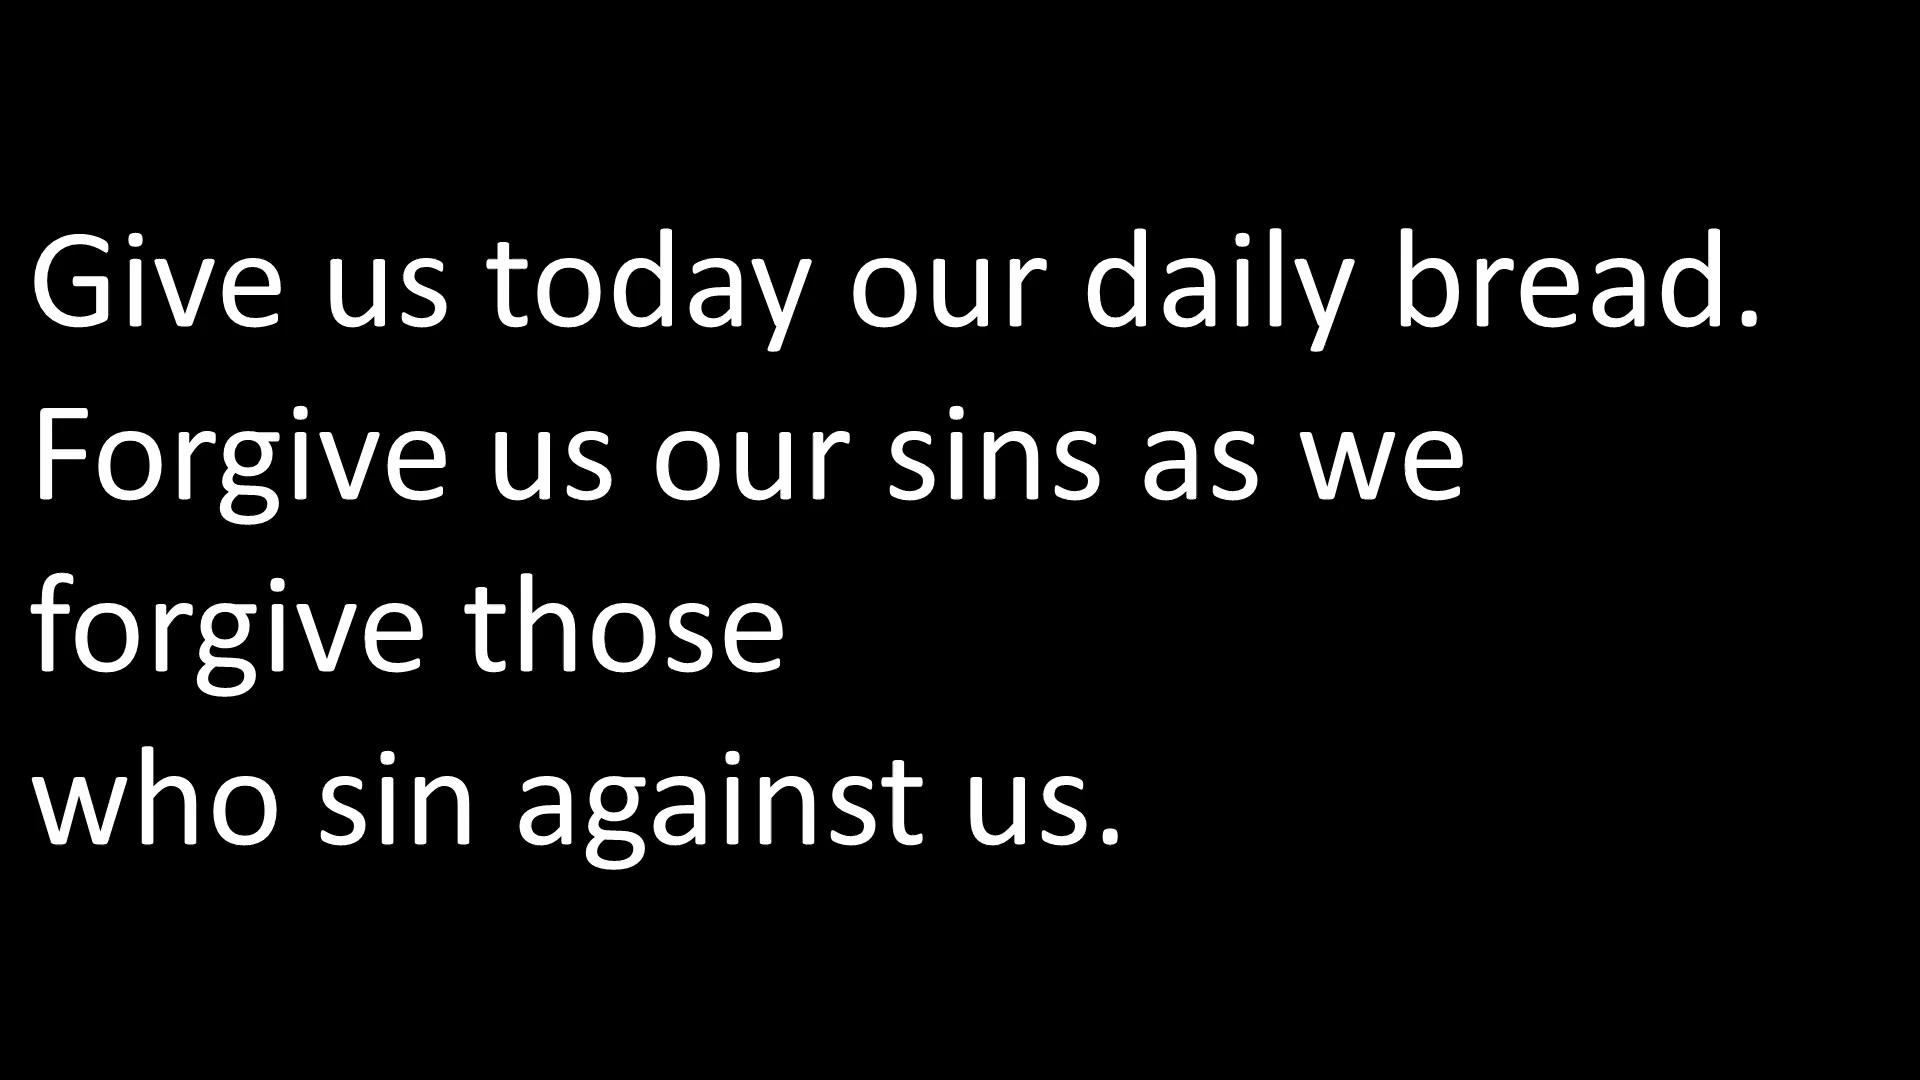 Give us today our daily bread.
Forgive us our sins as we
forgive those
who sin against us.